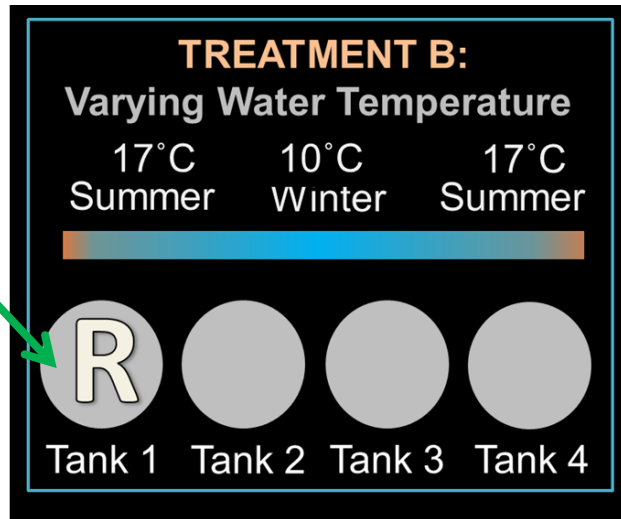 TREATMENT B:
Varying Water Temperature
17°C 10°C 17°C
Summer Winter Summer
R
Tank 1 Tank 2 Tank 3 Tank 4